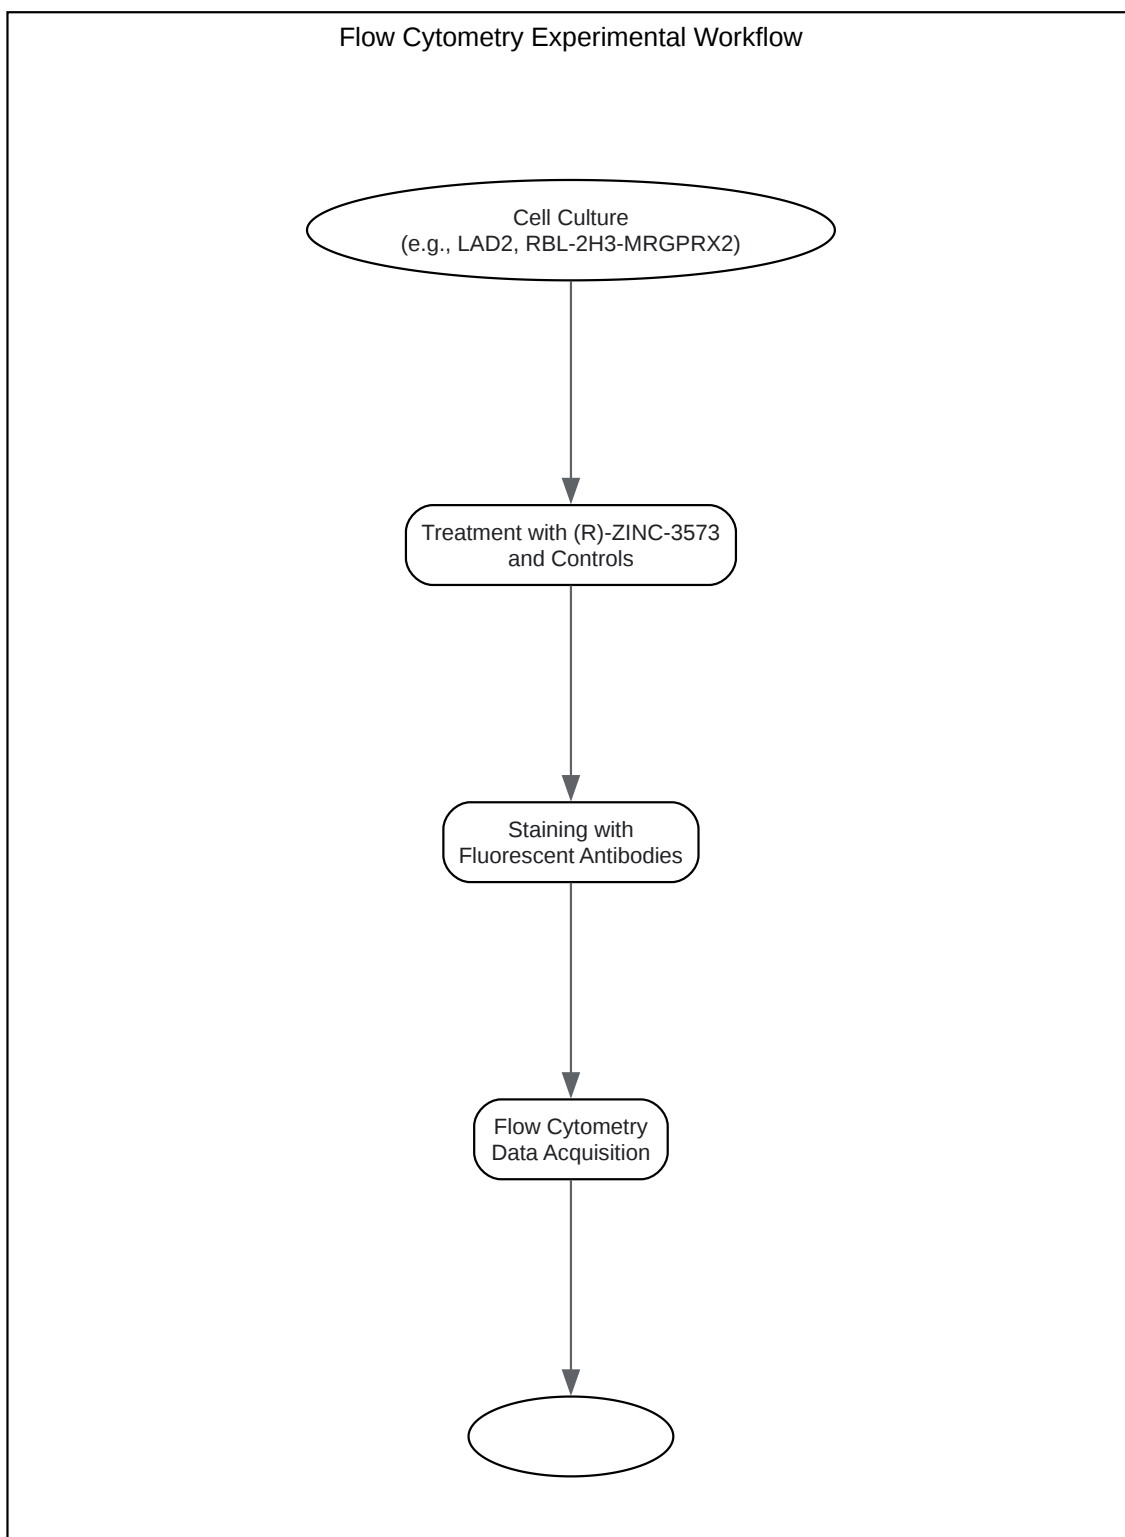 Flow Cytometry Experimental Workflow
Cell Culture
(e.g., LAD2, RBL-2H3-MRGPRX2)
Treatment with (R)-ZINC-3573
and Controls
Staining with
Fluorescent Antibodies
Flow Cytometry
Data Acquisition